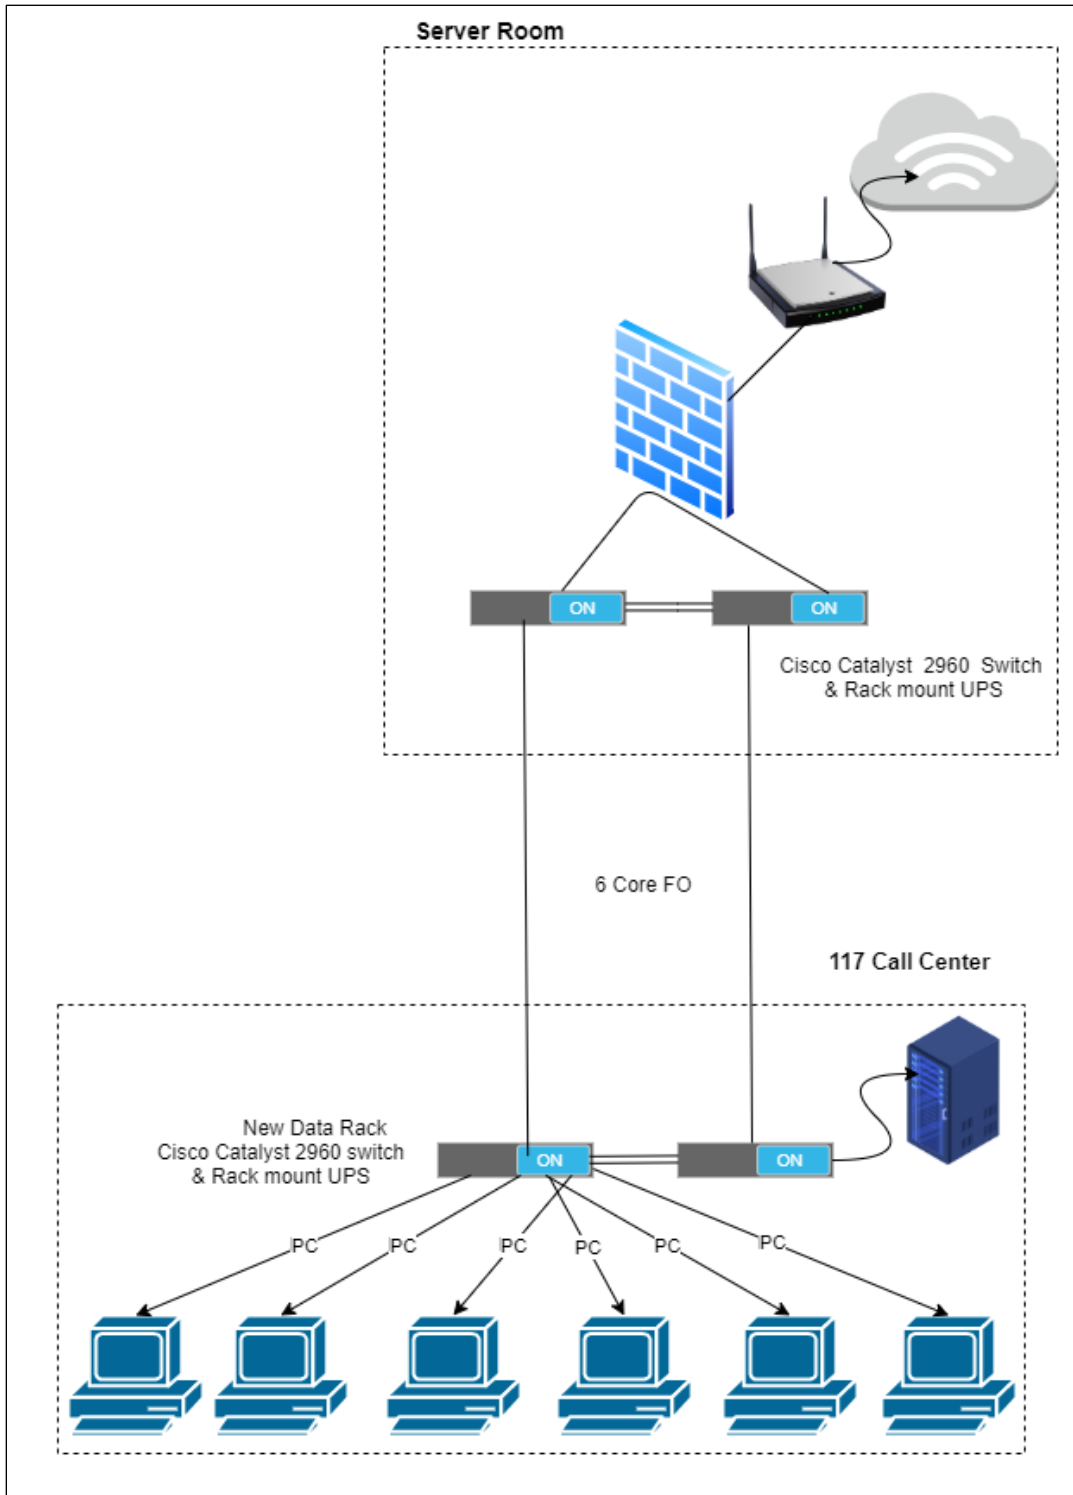 Server Room
ON
ON
Cisco Catalyst 2960 Switch
& Rack mount UPS
6 Core FO
117 Call Center
New Data Rack
Cisco Catalyst 2960 switch
& Rack mount UPS
ON
ON
PC
PC
PC
PC
PC
PC